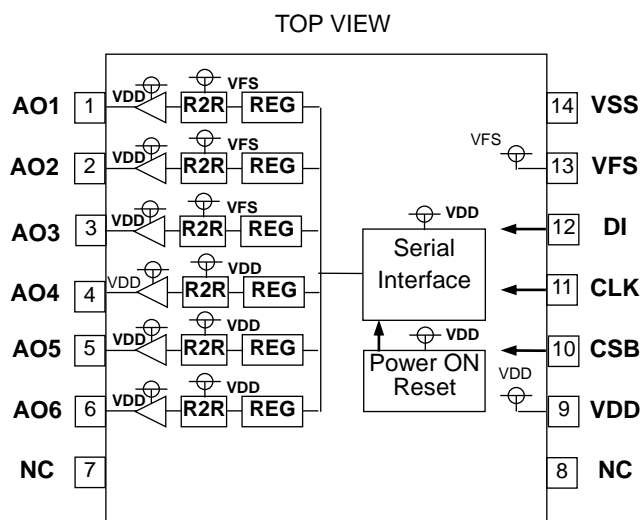 TOP VIEW
AO1 1 VDD R2R VFS REG 14 VSS
AO2 2 VDD R2R VFS REG VFS 13 VFS
AO3 3 VDD R2R VFS REG VDD 12 DI
Serial
Interface
AO4 4 VDD R2R VDD REG 11 CLK
AO5 5 VDD R2R VDD REG VDD 10 CSB
Power ON
Reset
AO6 6 VDD R2R VDD REG VDD 9 VDD
NC 7 8 NC